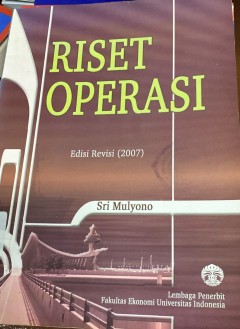 RISET
OPERASI
Edisi Revisi (2007)
Sri Mulyono
Lembaga Penerbit
Fakultas Ekonomi Universitas Indonesia